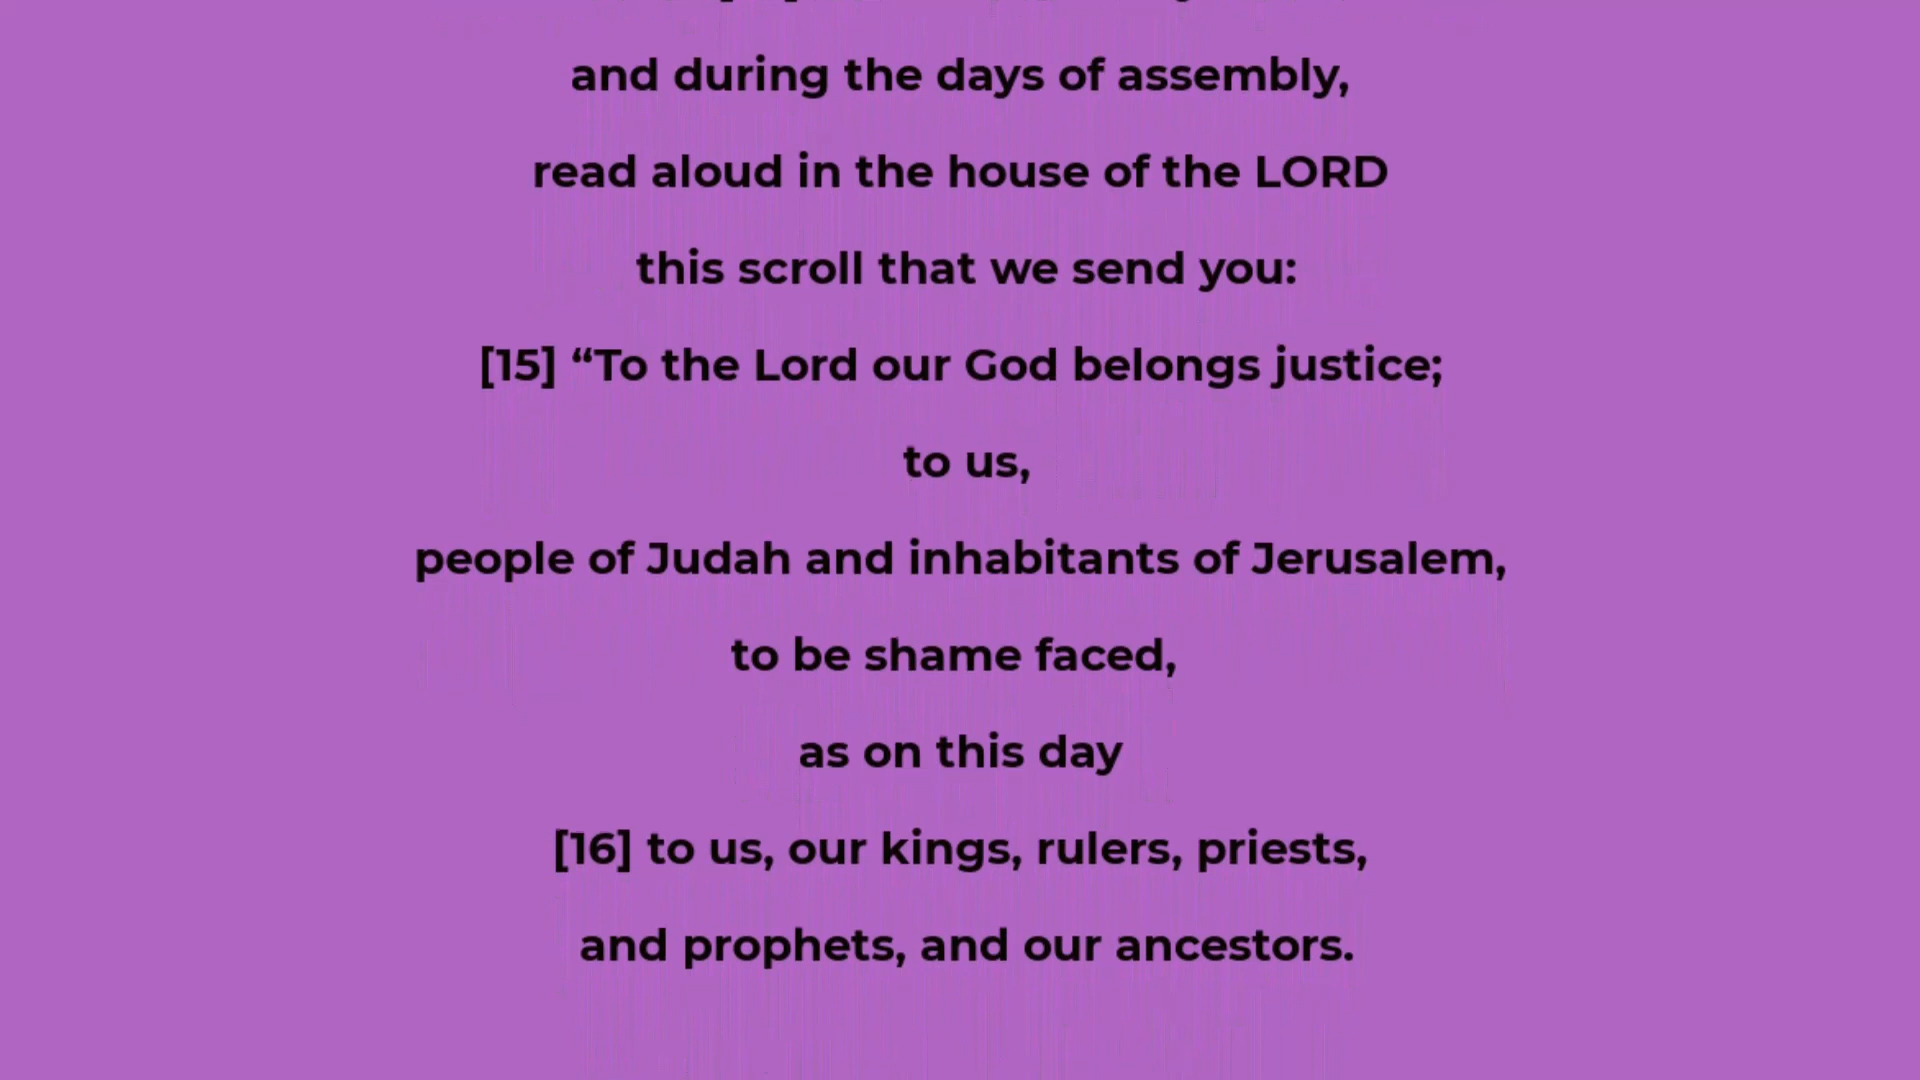 and during the days of assembly,
read aloud in the house of the LORD
this scroll that we send you:
[15] “To the Lord our God belongs justice;
to us,
people of Judah and inhabitants of Jerusalem,
to be shame faced,
as on this day
[16] to us, our kings, rulers, priests,
and prophets, and our ancestors.